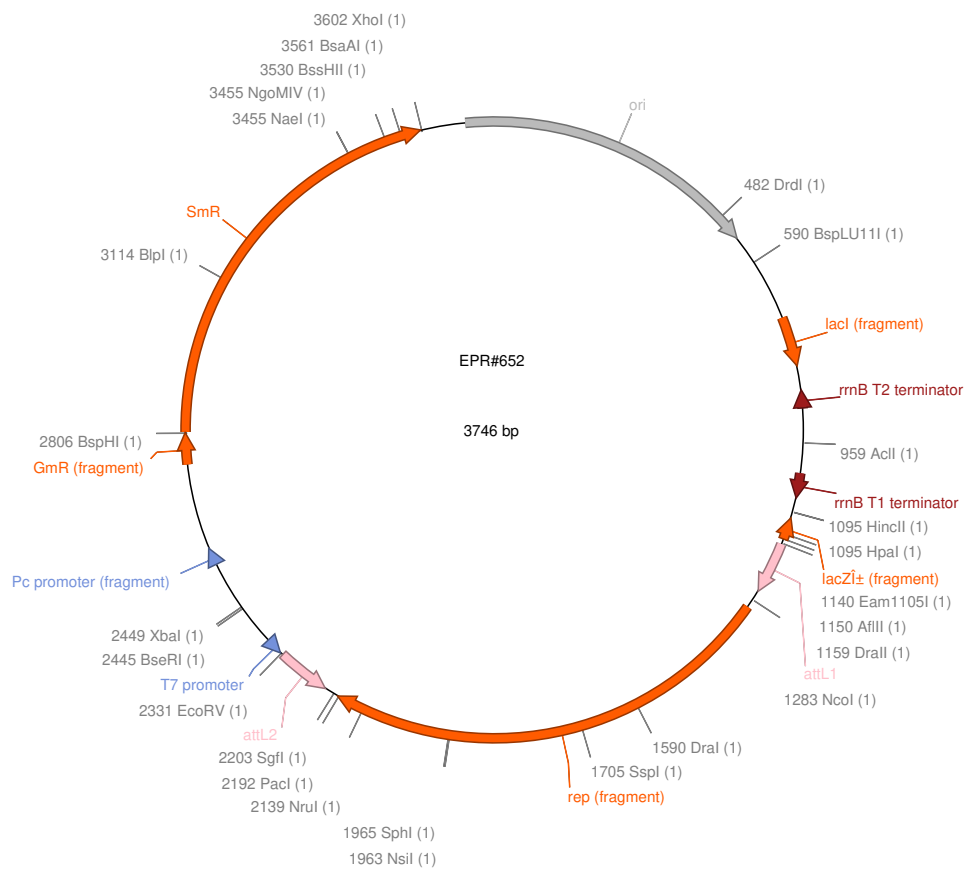 3602 XhoI (1)
3561 BsaAI (1)
3530 BssHII (1)
3455 NgoMIV (1)
3455 NaeI (1)
ori
482 DrdI (1)
SmR
590 BspLU11I (1)
3114 BlpI (1)
lacI (fragment)
EPR#652
rrnB T2 terminator
3746 bp
2806 BspHI (1)
959 AclI (1)
GmR (fragment)
rrnB T1 terminator
1095 HincII (1)
1095 HpaI (1)
Pc promoter (fragment)
lacZÎ± (fragment)
1140 Eam1105I (1)
1150 AflII (1)
2449 XbaI (1)
1159 DraII (1)
2445 BseRI (1)
attL1
T7 promoter
1283 NcoI (1)
2331 EcoRV (1)
attL2
1590 DraI (1)
2203 SgfI (1)
1705 SspI (1)
2192 PacI (1)
rep (fragment)
2139 NruI (1)
1965 SphI (1)
1963 NsiI (1)